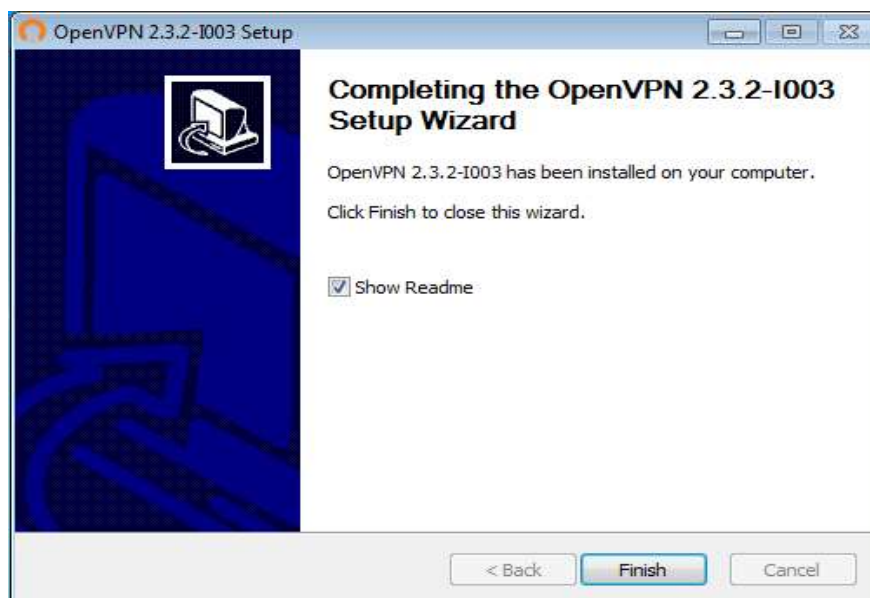 OpenVPN 2.3.2-I003 Setup
Completing the OpenVPN 2.3.2-I003
Setup Wizard
OpenVPN 2.3.2-I003 has been installed on your computer.
Click Finish to close this wizard.
Show Readme
< Back
Finish
Cancel